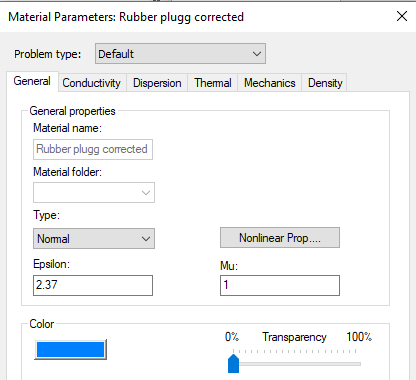 Material Parameters: Rubber plugg corrected
Problem type: Default
General Conductivity Dispersion Thermal Mechanics Density
General properties
Material name:
Rubber plugg corrected
Material folder:
Type:
Normal Nonlinear Prop....
Epsilon: Mu:
2.37 1
Color
0% Transparency 100%